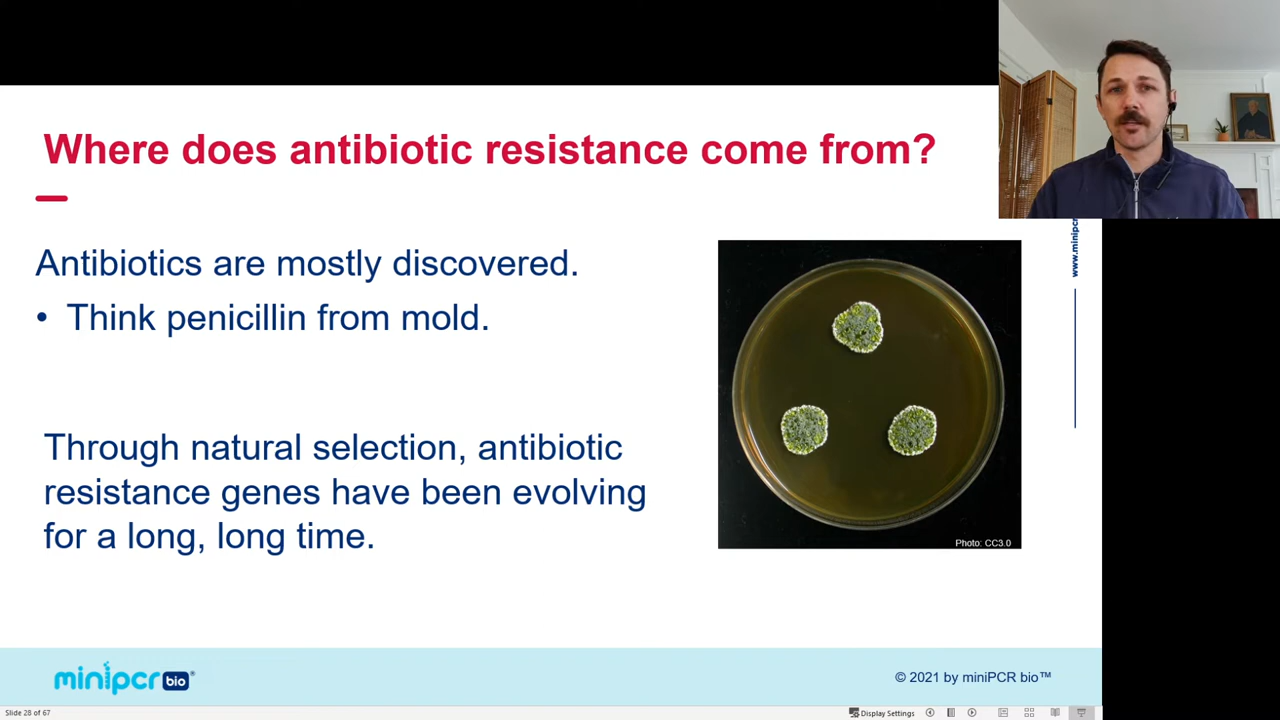 Where does antibiotic resistance come from?
Antibiotics are mostly discovered.
• Think penicillin from mold.
Through natural selection, antibiotic
resistance genes have been evolving
for a long, long time.
www.minipcr
Photo: CC3.0
minipcr bio
© 2021 by miniPCR bio™
Slide 28 of 67
Display Settings